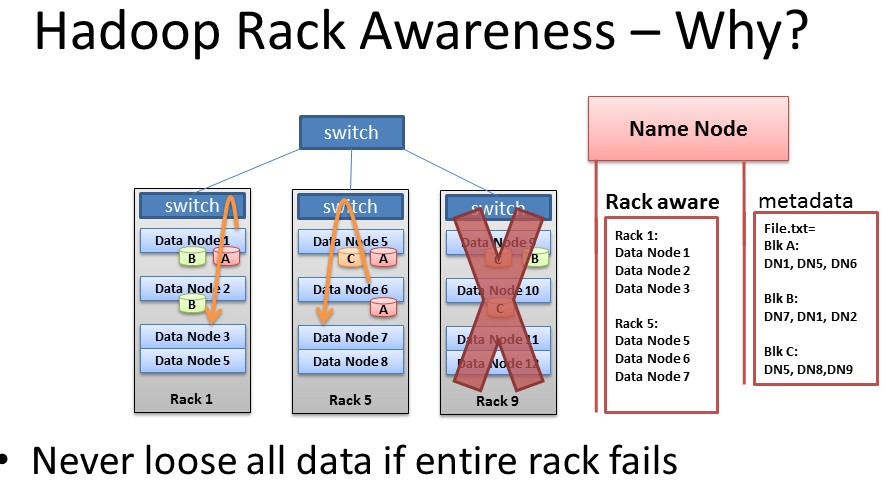 Hadoop Rack Awareness – Why?
switch
Name Node
switch
Data Node 1
B A
Data Node 2
B
Data Node 3
Data Node 5
Rack 1
switch
Data Node 5
C A
Data Node 6
A
Data Node 7
Data Node 8
Rack 5
switch
Data Node 9
C B
Data Node 10
C
Data Node 11
Data Node 12
Rack 9
Rack aware
Rack 1:
Data Node 1
Data Node 2
Data Node 3
Rack 5:
Data Node 5
Data Node 6
Data Node 7
metadata
File.txt=
Blk A:
DN1, DN5, DN6
Blk B:
DN7, DN1, DN2
Blk C:
DN5, DN8,DN9
• Never loose all data if entire rack fails